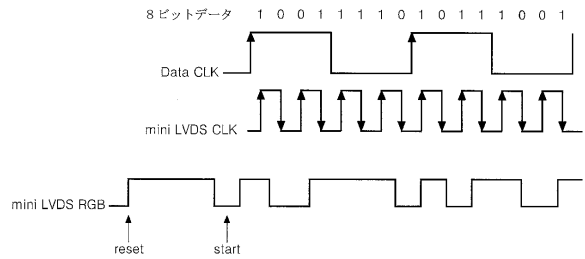 8ビットデータ 1 0 0 1 1 1 1 0 1 0 1 1 1 0 0 1
Data CLK
mini LVDS CLK
mini LVDS RGB
reset start